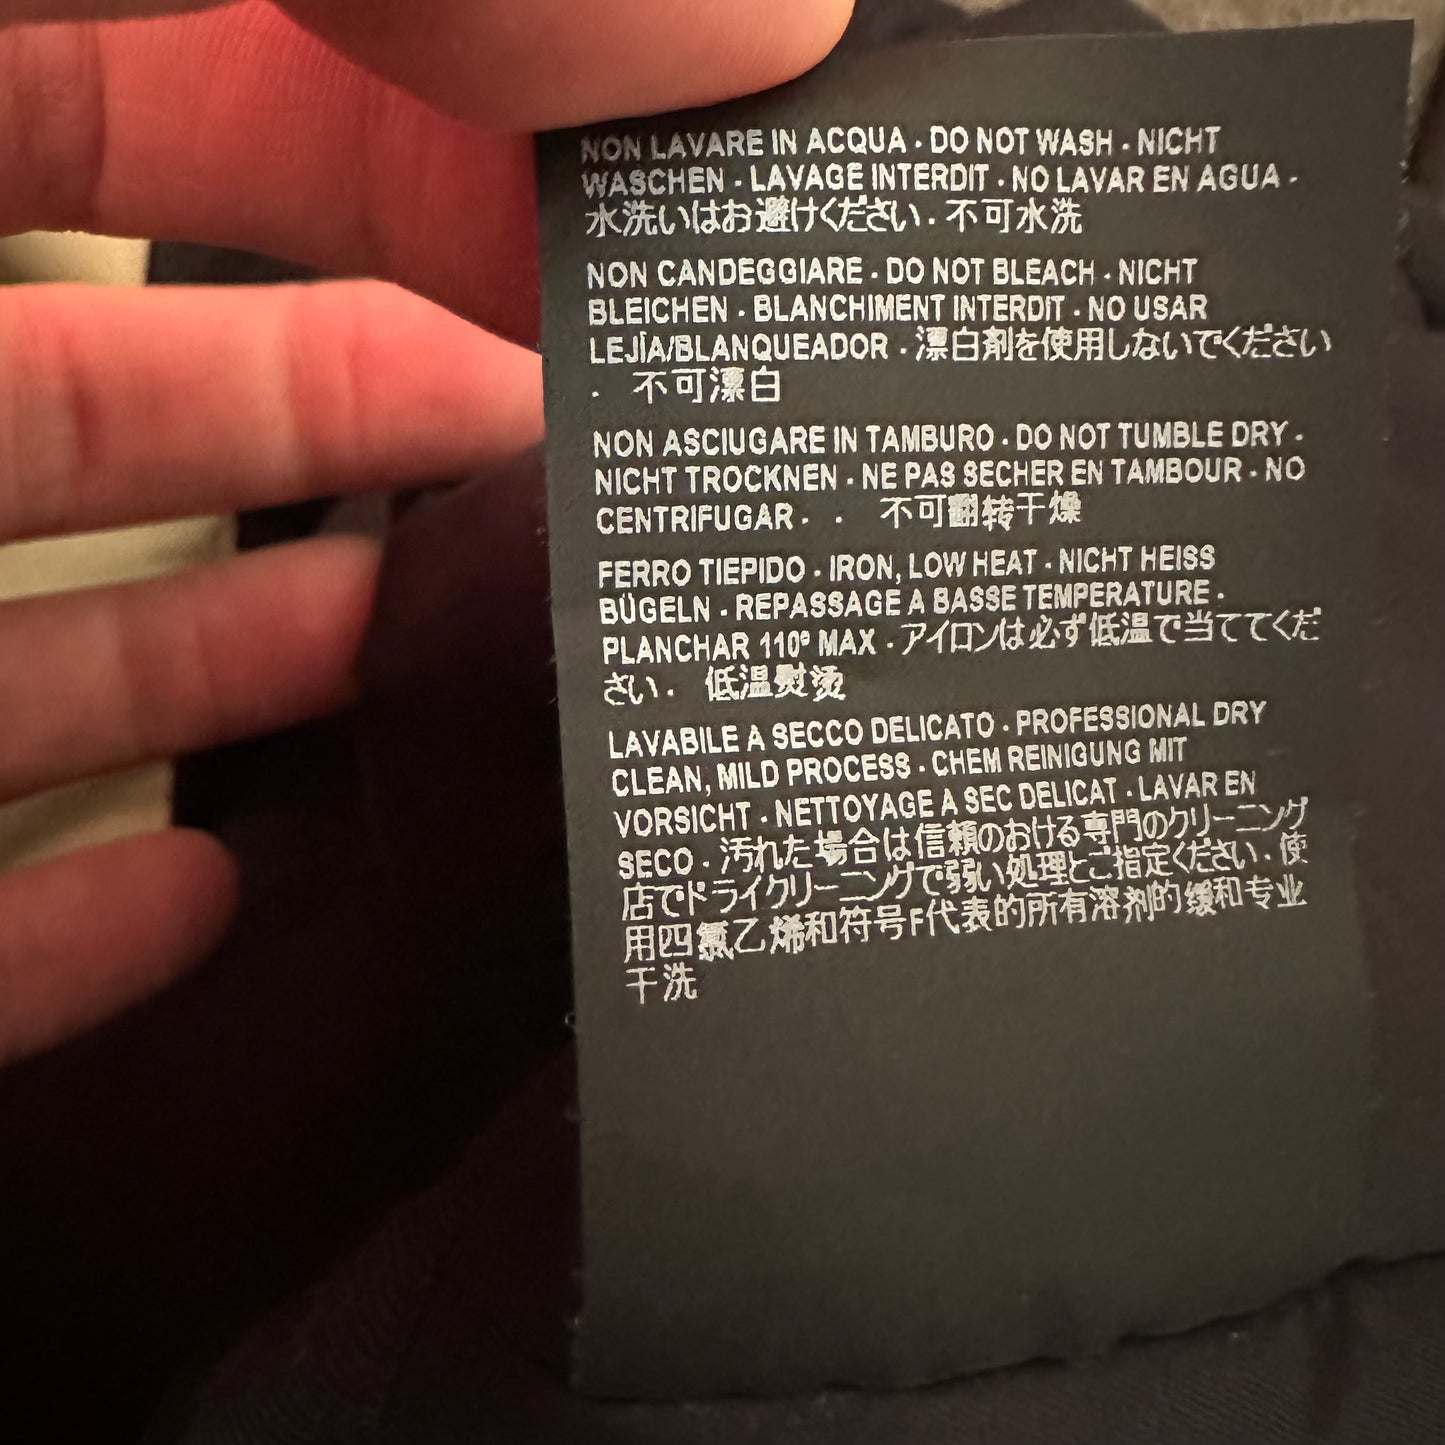 NON LAVARE IN ACQUA · DO NOT WASH · NICHT
WASCHEN · LAVAGE INTERDIT · NO LAVAR EN AGUA ·
水洗いはお避けください · 不可水洗
NON CANDEGGIARE · DO NOT BLEACH · NICHT
BLEICHEN · BLANCHIMENT INTERDIT · NO USAR
LEJÍA/BLANQUEADOR · 漂白剤を使用しないでください
· 不可漂白
NON ASCIUGARE IN TAMBURO · DO NOT TUMBLE DRY ·
NICHT TROCKNEN · NE PAS SECHER EN TAMBOUR · NO
CENTRIFUGAR · · 不可翻转干燥
FERRO TIEPIDO · IRON, LOW HEAT · NICHT HEISS
BÜGELN · REPASSAGE A BASSE TEMPERATURE ·
PLANCHAR 110° MAX · アイロンは必ず低温で当ててくだ
さい · 低温熨烫
LAVABILE A SECCO DELICATO · PROFESSIONAL DRY
CLEAN, MILD PROCESS · CHEM REINIGUNG MIT
VORSICHT · NETTOYAGE A SEC DELICAT · LAVAR EN
SECO · 汚れた場合は信頼のおける専門のクリーニング
店でドライクリーニングで弱い処理とご指定ください · 使
用四氯乙烯和符号F代表的所有溶剂的缓和专业
干洗